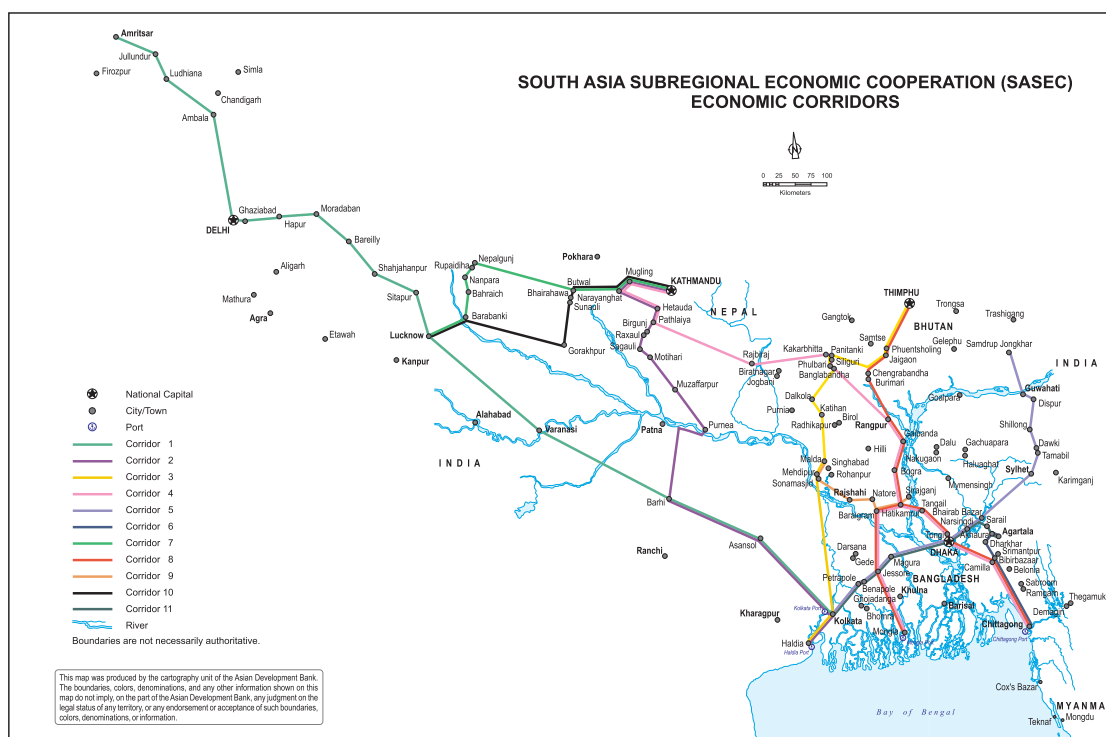 SOUTH ASIA SUBREGIONAL ECONOMIC COOPERATION (SASEC)
ECONOMIC CORRIDORS
N
0 25 50 75 100
Kilometers
Amritsar
Jullundur
Firozpur
Ludhiana
Simla
Chandigarh
Ambala
Ghaziabad
DELHI
Hapur
Moradaban
Bareilly
Aligarh
Shahjahanpur
Mathura
Sitapur
Agra
Etawah
Lucknow
Kanpur
Rupaidiha
Nepalgunj
Nanpara
Bahraich
Barabanki
Pokhara
Butwal
Bhairahawa
Sunauli
Gorakhpur
Mugling
KATHMANDU
Narayanghat
Hetauda
Pathlaiya
Birgunj
Raxaul
Sagauli
Motihari
Muzaffarpur
NEPAL
Rajbiraj
Biratnagar
Jogbani
Kakarbhitta
Panitanki
Phulbari
Siliguri
Banglabandha
Gangtok
Samtse
THIMPHU
Trongsa
Trashigang
BHUTAN
Phuentsholing
Jaigaon
Gelephu
Samdrup Jongkhar
Chengrabandha
Burimari
INDIA
Goalpara
Guwahati
Dispur
Shillong
Dawki
Tamabil
Sylhet
Karimganj
Dalkola
Purnia
Katihan
Radhikapur
Birol
Rangpur
Gaibanda
Hilli
Nakugaon
Dalu
Gachuapara
Haluaghat
Bogra
Mymensingh
Malda
Mehdipur
Sonamasjid
Singhabad
Rohanpur
Rajshahi
Natore
Sirajganj
Tangail
Hatikamrul
Baraigram
Bhairab Bazar
Narsingdi
Sarail
Agartala
Tongi
Akhaura
Dharkhar
DHAKA
Srimantpur
Bibirbazaar
Camilla
Belonia
Sabroom
Ramgarh
Demagiri
Thegamukh
Darsana
Gede
Magura
Petrapole
Jessore
Benapole
Ghojadanga
Bhomra
BANGLADESH
Khulna
Barisal
Mongla
Chittagong
Chittagong Port
Kolkata Port
Kolkata
Haldia
Haldia Port
Kharagpur
Alahabad
Varanasi
Patna
Purnea
Barhi
Asansol
Ranchi
INDIA
Cox's Bazar
MYANMA
Teknaf
Mongdu
Bay of Bengal
National Capital
City/Town
Port
Corridor 1
Corridor 2
Corridor 3
Corridor 4
Corridor 5
Corridor 6
Corridor 7
Corridor 8
Corridor 9
Corridor 10
Corridor 11
River
Boundaries are not necessarily authoritative.
This map was produced by the cartography unit of the Asian Development Bank.
The boundaries, colors, denominations, and any other information shown on this
map do not imply, on the part of the Asian Development Bank, any judgment on the
legal status of any territory, or any endorsement or acceptance of such boundaries,
colors, denominations, or information.